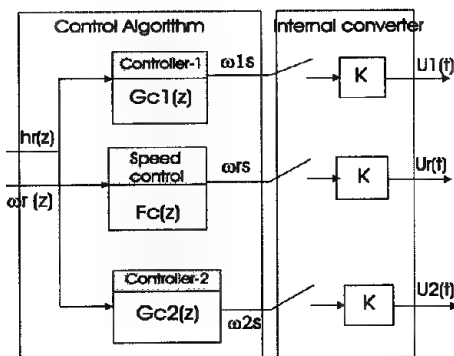 Control Algorithm
Internal converter
Controller-1
Gc1(z)
ω1s
K
U1(t)
hr(z)
Speed
control
Fc(z)
ωrs
K
Ur(t)
ωr (z)
Controller-2
Gc2(z)
ω2s
K
U2(t)